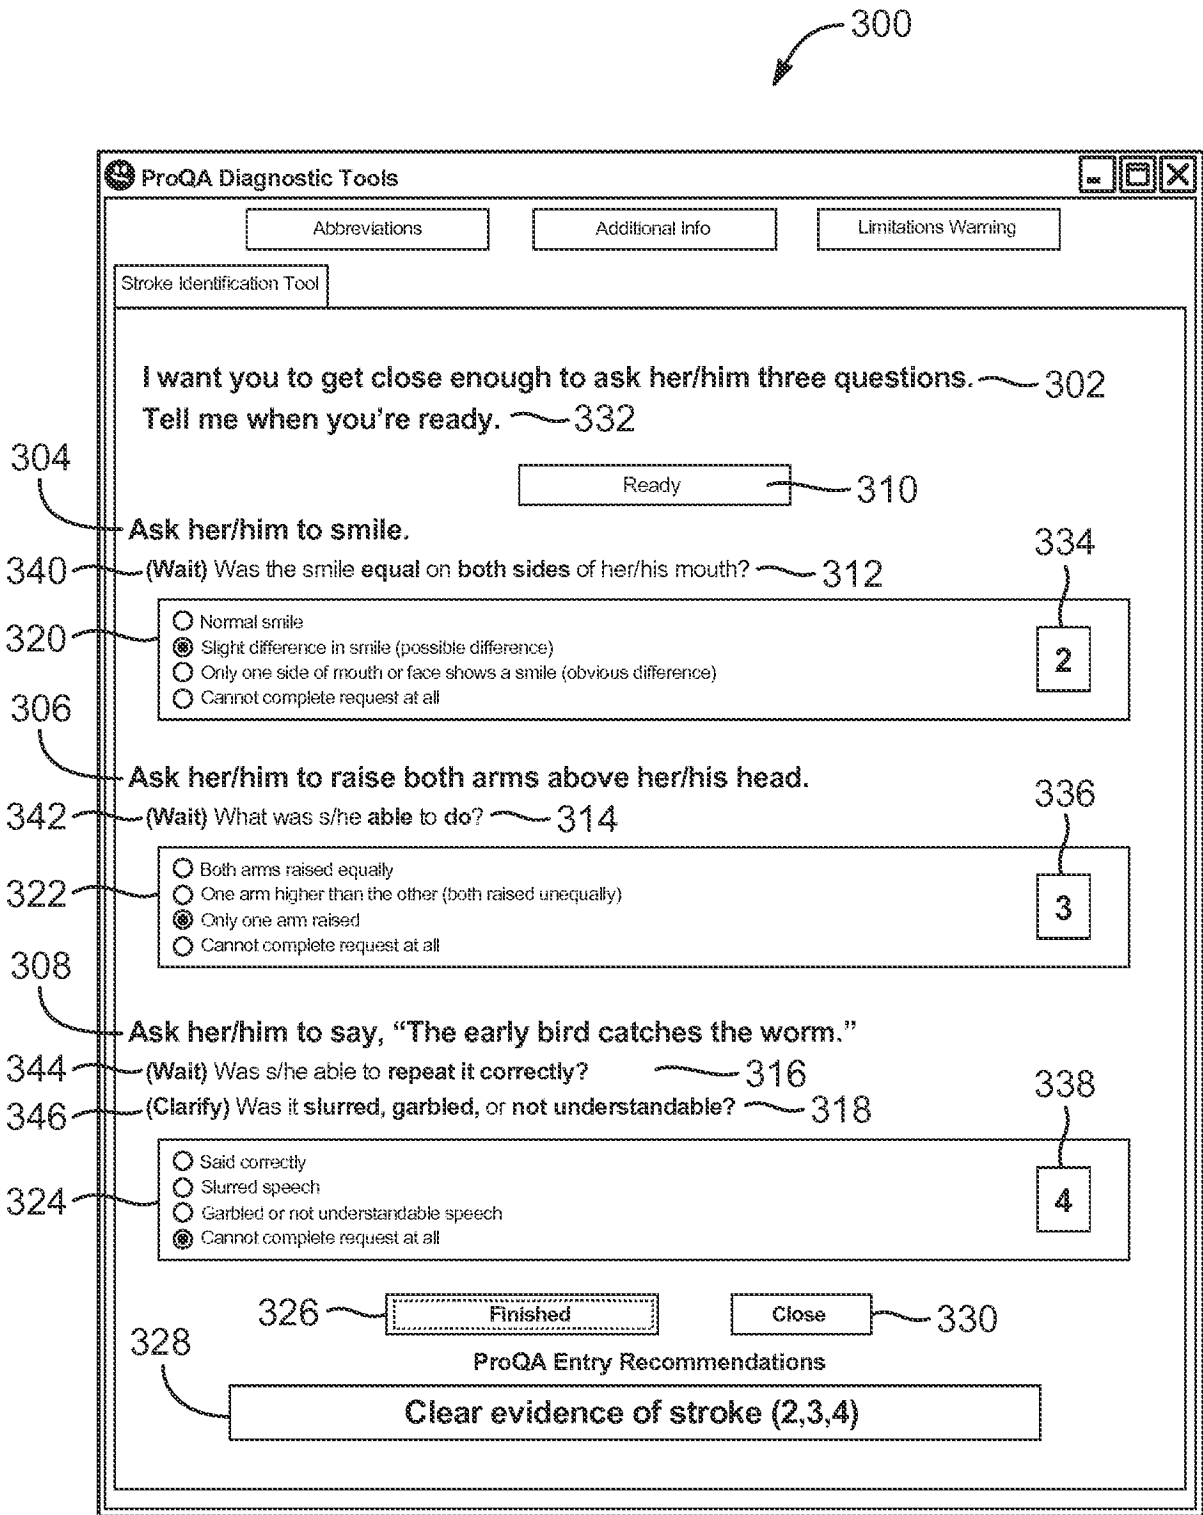 300
ProQA Diagnostic Tools
Abbreviations Additional Info Limitations Warning
Stroke Identification Tool
I want you to get close enough to ask her/him three questions. 302
Tell me when you're ready. 332
304
Ready 310
Ask her/him to smile.
334
340 (Wait) Was the smile equal on both sides of her/his mouth? 312
Normal smile
320 Slight difference in smile (possible difference)
2
Only one side of mouth or face shows a smile (obvious difference)
Cannot complete request at all
306
Ask her/him to raise both arms above her/his head.
336
342 (Wait) What was s/he able to do? 314
Both arms raised equally
322 One arm higher than the other (both raised unequally)
3
Only one arm raised
Cannot complete request at all
308
Ask her/him to say, “The early bird catches the worm.”
344 (Wait) Was s/he able to repeat it correctly? 316
338
346 (Clarify) Was it slurred, garbled, or not understandable? 318
Said correctly
324 Slurred speech
4
Garbled or not understandable speech
Cannot complete request at all
326 Finished Close 330
328
ProQA Entry Recommendations
Clear evidence of stroke (2,3,4)